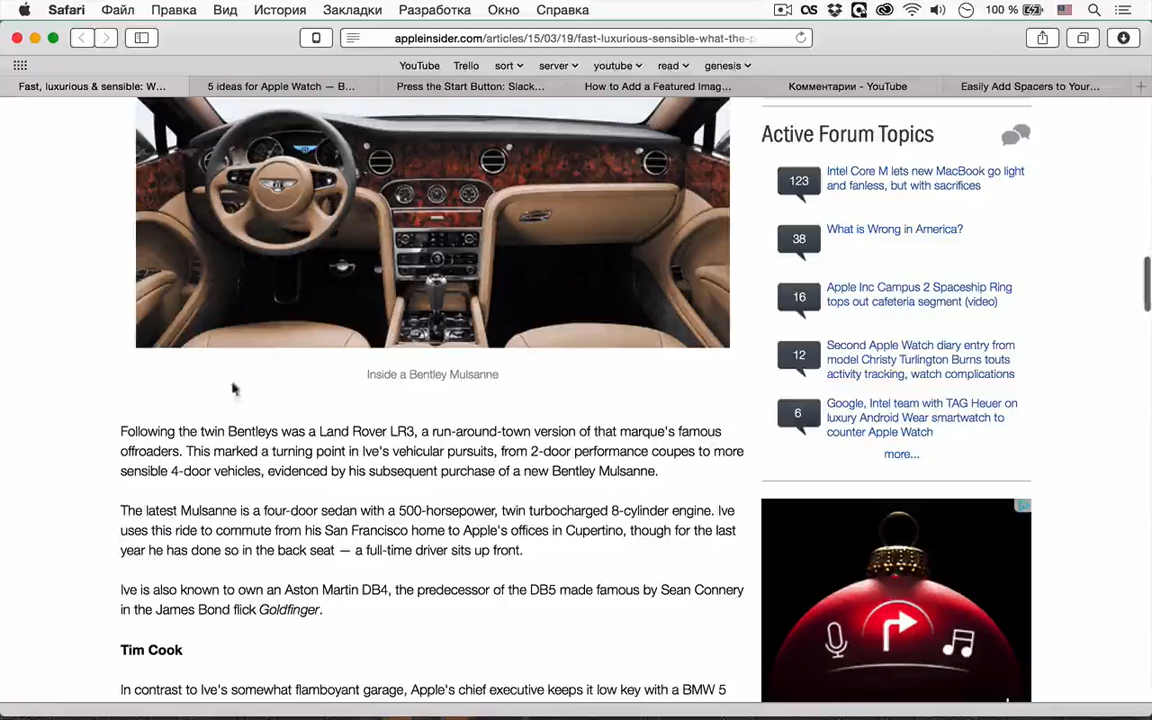 Safari Файл Правка Вид История Закладки Разработка Окно Справка 100 %
appleinsider.com/articles/15/03/19/fast-luxurious-sensible-what-the-p
YouTube Trello sort server youtube read genesis
Fast, luxurious & sensible: W... 5 ideas for Apple Watch — B... Press the Start Button: Slack... How to Add a Featured Imag... Комментарии - YouTube Easily Add Spacers to Your...
Inside a Bentley Mulsanne
Following the twin Bentleys was a Land Rover LR3, a run-around-town version of that marque's famous
offroaders. This marked a turning point in Ive's vehicular pursuits, from 2-door performance coupes to more
sensible 4-door vehicles, evidenced by his subsequent purchase of a new Bentley Mulsanne.
The latest Mulsanne is a four-door sedan with a 500-horsepower, twin turbocharged 8-cylinder engine. Ive
uses this ride to commute from his San Francisco home to Apple's offices in Cupertino, though for the last
year he has done so in the back seat — a full-time driver sits up front.
Ive is also known to own an Aston Martin DB4, the predecessor of the DB5 made famous by Sean Connery
in the James Bond flick Goldfinger.
Tim Cook
In contrast to Ive's somewhat flamboyant garage, Apple's chief executive keeps it low key with a BMW 5
Active Forum Topics
123
Intel Core M lets new MacBook go light
and fanless, but with sacrifices
38
What is Wrong in America?
16
Apple Inc Campus 2 Spaceship Ring
tops out cafeteria segment (video)
12
Second Apple Watch diary entry from
model Christy Turlington Burns touts
activity tracking, watch complications
6
Google, Intel team with TAG Heuer on
luxury Android Wear smartwatch to
counter Apple Watch
more...